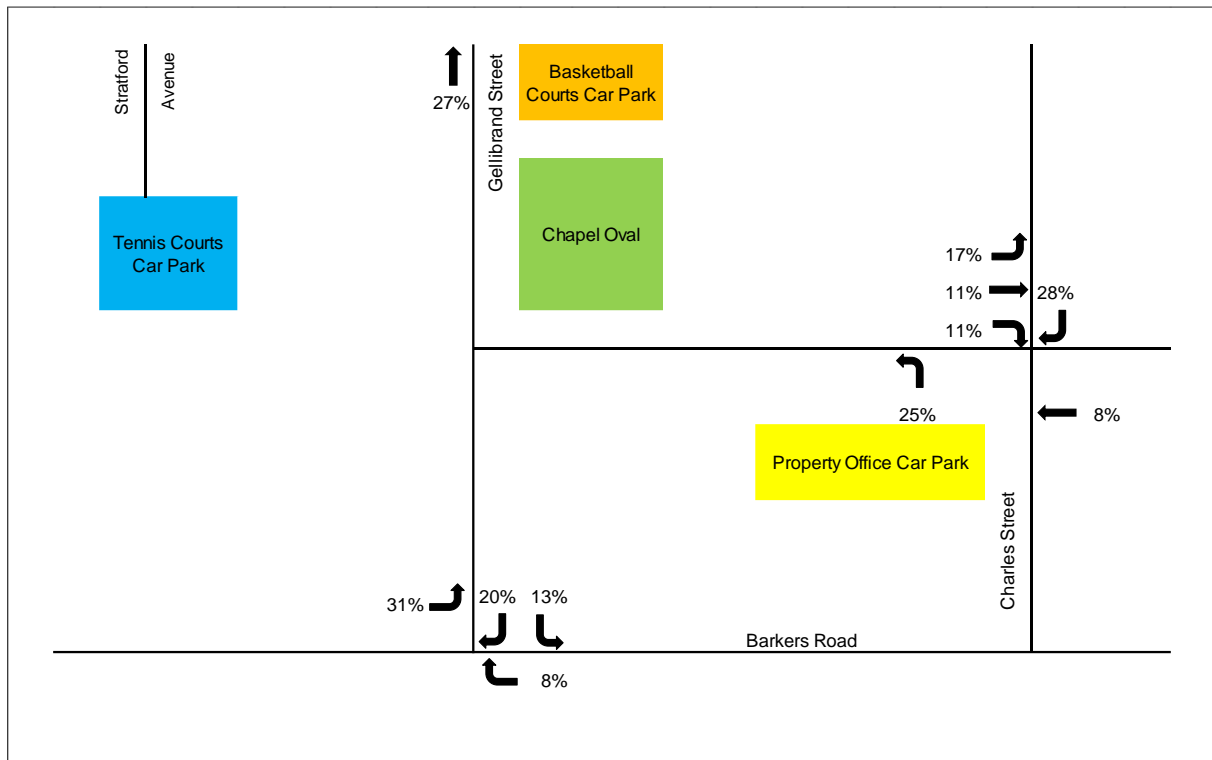 Stratford
Avenue
27%
Gellibrand Street
Basketball
Courts Car Park
Tennis Courts
Car Park
Chapel Oval
17%
11%
28%
11%
25%
8%
Property Office Car Park
Charles Street
31%
20%
13%
Barkers Road
8%